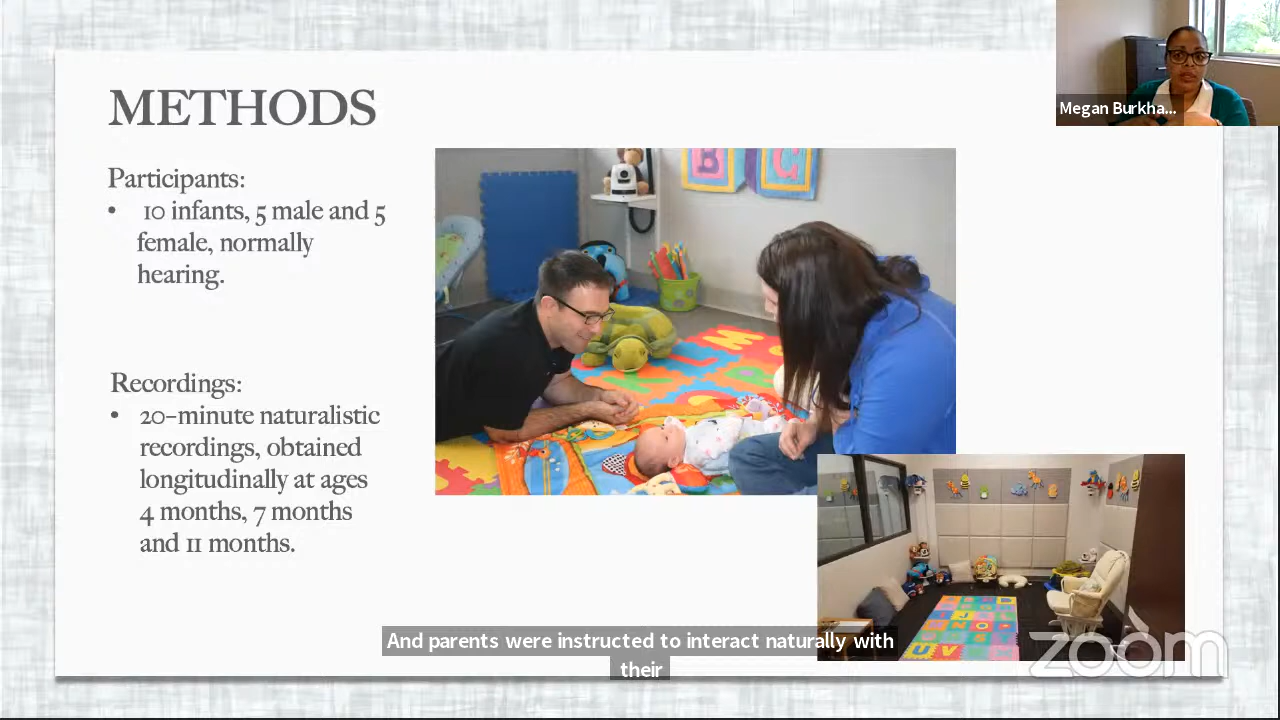 METHODS
Megan Burkha...
Participants:
• 10 infants, 5 male and 5
female, normally
hearing.
Recordings:
• 20-minute naturalistic
recordings, obtained
longitudinally at ages
4 months, 7 months
and 11 months.
B C
And parents were instructed to interact naturally with
their
zoom